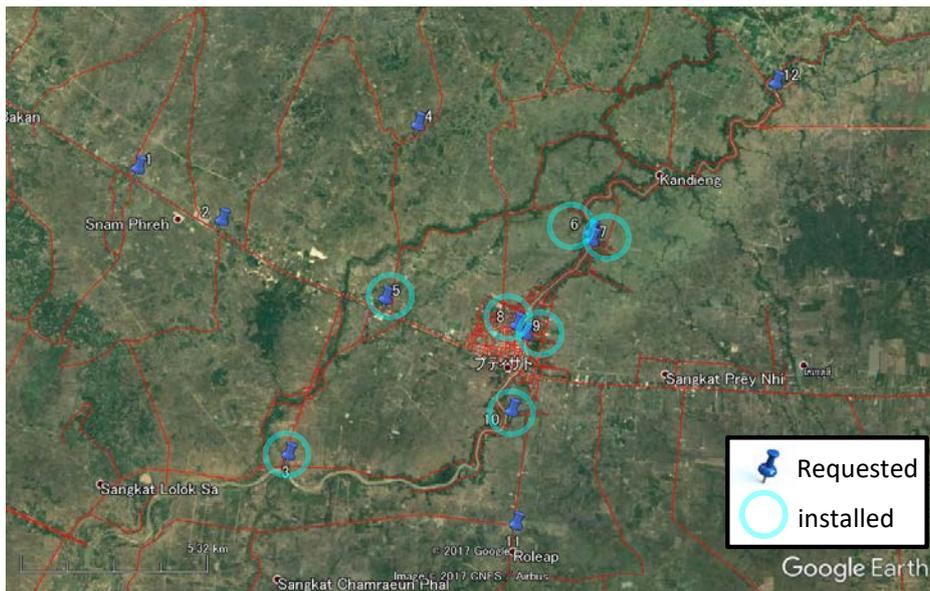 12
4
Bakan
1
Kandieng
2
Snam Phreh
6
7
5
8
9
プティサト
Sangkat Prey Nhi
10
3
Sangkat Lolok Sa
Requested
installed
5.32 km
11
© 2017 Google
Roleap
Image © 2017 CNES / Airbus
Sangkat Chamraeun Phal
Google Earth